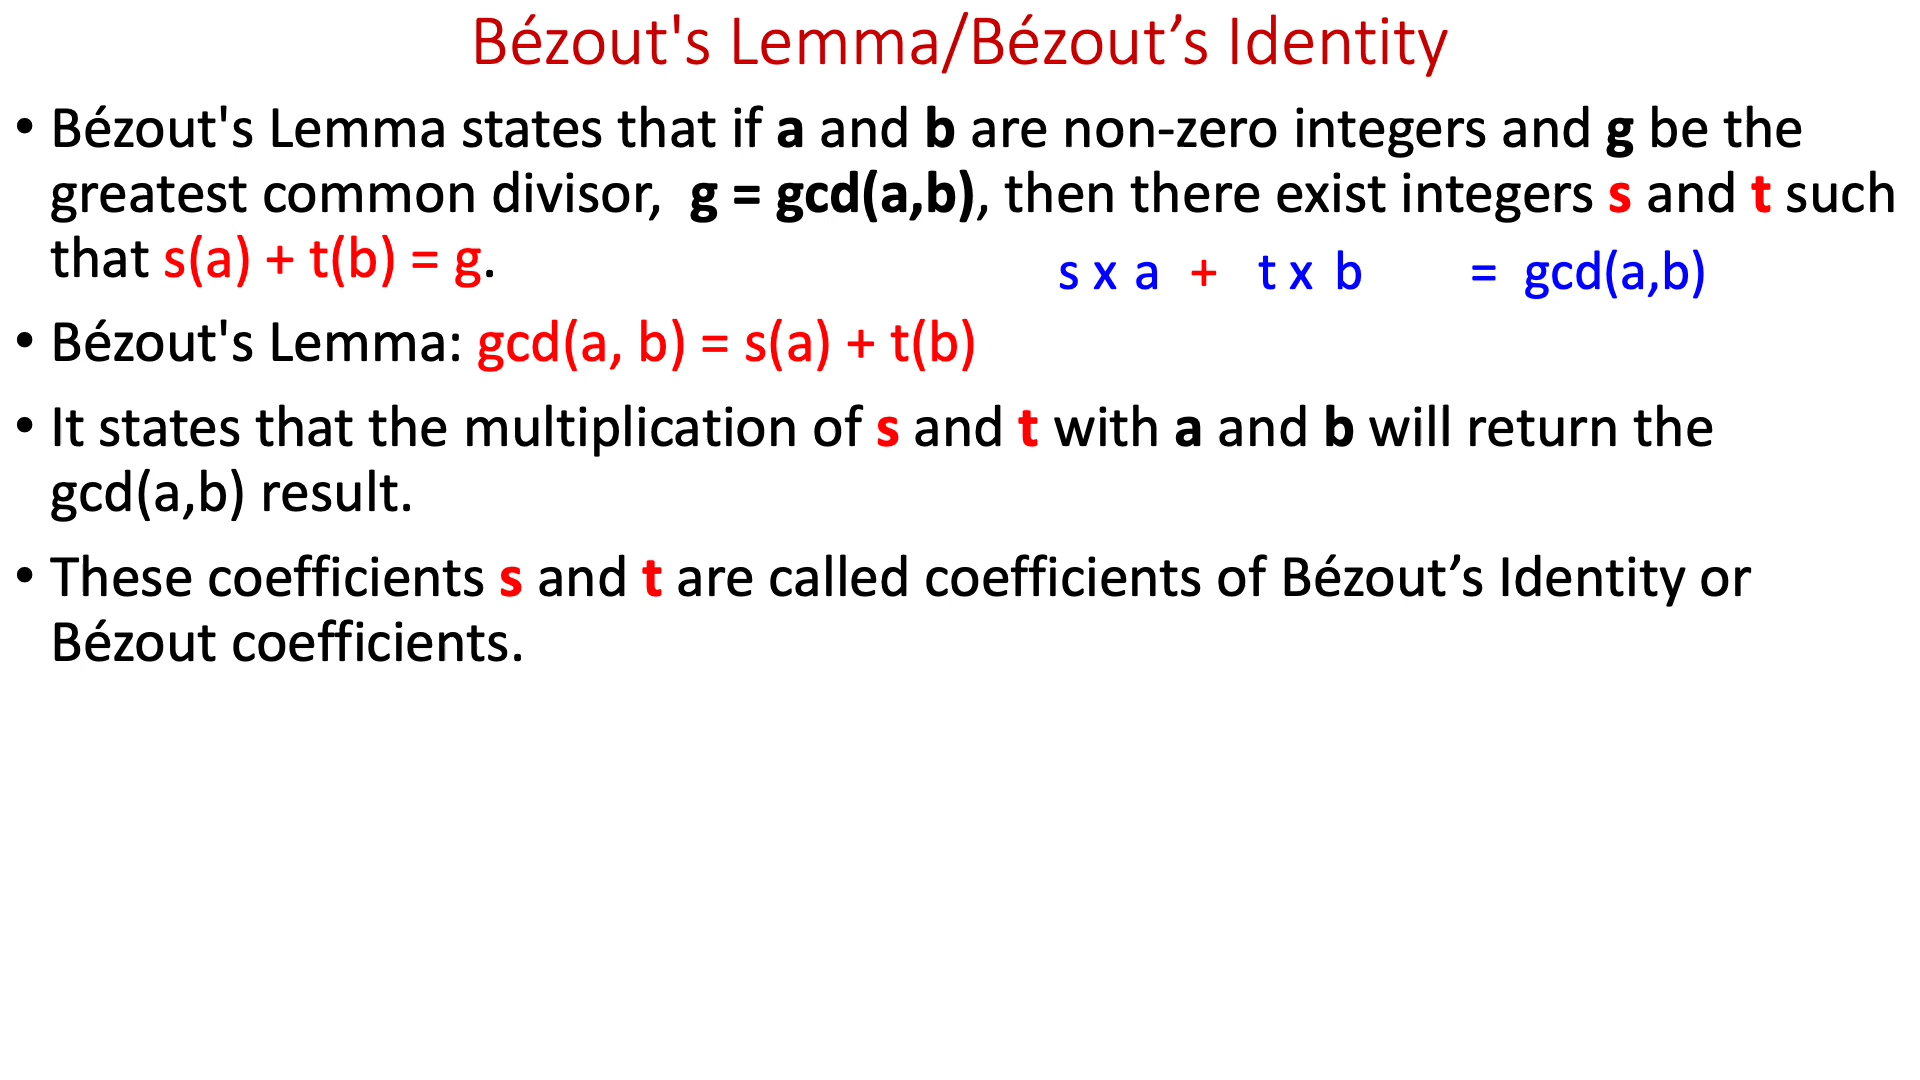 Bézout's Lemma/Bézout’s Identity
• Bézout's Lemma states that if a and b are non-zero integers and g be the
greatest common divisor,  g = gcd(a,b), then there exist integers s and t such
that s(a) + t(b) = g.
s x a + t x b = gcd(a,b)
• Bézout's Lemma: gcd(a, b) = s(a) + t(b)
• It states that the multiplication of s and t with a and b will return the
gcd(a,b) result.
• These coefficients s and t are called coefficients of Bézout’s Identity or
Bézout coefficients.